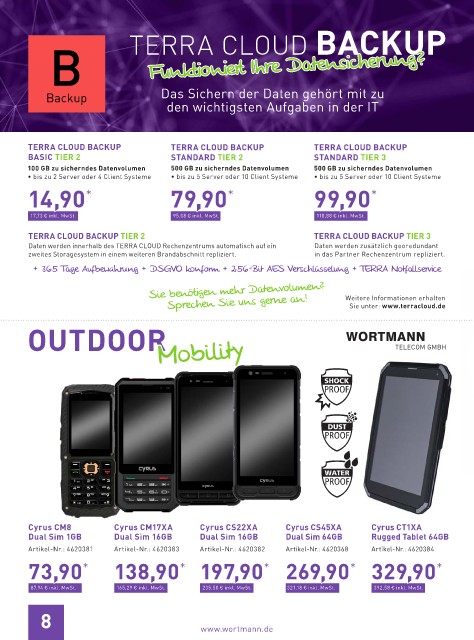 TERRA CLOUD BACKUP
Funktioniert Ihre Datensicherung?
B
Backup
Das Sichern der Daten gehört mit zu
den wichtigsten Aufgaben in der IT
TERRA CLOUD BACKUP
BASIC TIER 2
100 GB zu sicherndes Datenvolumen
• bis zu 2 Server oder 4 Client Systeme
14,90*
17,73 € inkl. MwSt.
TERRA CLOUD BACKUP
STANDARD TIER 2
500 GB zu sicherndes Datenvolumen
• bis zu 5 Server oder 10 Client Systeme
79,90*
95,08 € inkl. MwSt.
TERRA CLOUD BACKUP
STANDARD TIER 3
500 GB zu sicherndes Datenvolumen
• bis zu 5 Server oder 10 Client Systeme
99,90*
118,88 € inkl. MwSt.
TERRA CLOUD BACKUP TIER 2
Daten werden innerhalb des TERRA CLOUD Rechenzentrums automatisch auf ein
zweites Storagesystem in einem weiteren Brandabschnitt repliziert.
TERRA CLOUD BACKUP TIER 3
Daten werden zusätzlich georedundant
in das Partner Rechenzentrum repliziert.
+ 365 Tage Aufbewahrung + DSGVO konform + 256-Bit AES Verschlüsselung + TERRA Notfallservice
Sie benötigen mehr Datenvolumen?
Sprechen Sie uns gerne an!
Weitere Informationen erhalten
Sie unter: www.terracloud.de
OUTDOOR
Mobility
WORTMANN
TELECOM GMBH
SHOCK
PROOF
DUST
PROOF
WATER
PROOF
CYRUS
CYRUS
CYRUS
Cyrus CM8
Dual Sim 1GB
Artikel-Nr.: 4620381
73,90*
87,94 € inkl. MwSt.
Cyrus CM17XA
Dual Sim 16GB
Artikel-Nr.: 4620383
138,90*
165,29 € inkl. MwSt.
Cyrus CS22XA
Dual Sim 16GB
Artikel-Nr.: 4620382
197,90*
235,50 € inkl. MwSt.
Cyrus CS45XA
Dual Sim 64GB
Artikel-Nr.: 4620368
269,90*
321,18 € inkl. MwSt.
Cyrus CT1XA
Rugged Tablet 64GB
Artikel-Nr.: 4620384
329,90*
392,58 € inkl. MwSt.
8
www.wortmann.de